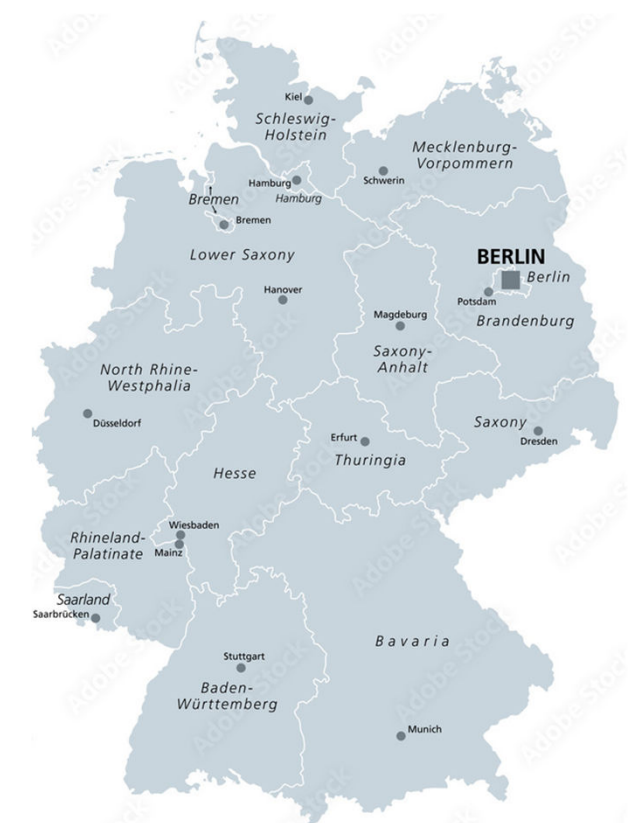 Kiel
Schleswig-
Holstein
Mecklenburg-
Vorpommern
Schwerin
Hamburg
Hamburg
Bremen
Bremen
Lower Saxony
BERLIN
Berlin
Potsdam
Brandenburg
Hanover
Magdeburg
Saxony-
Anhalt
North Rhine-
Westphalia
Düsseldorf
Saxony
Dresden
Erfurt
Thuringia
Hesse
Wiesbaden
Mainz
Rhineland-
Palatinate
Saarland
Saarbrücken
Bavaria
Stuttgart
Baden-
Württemberg
Munich
Adobe Stock